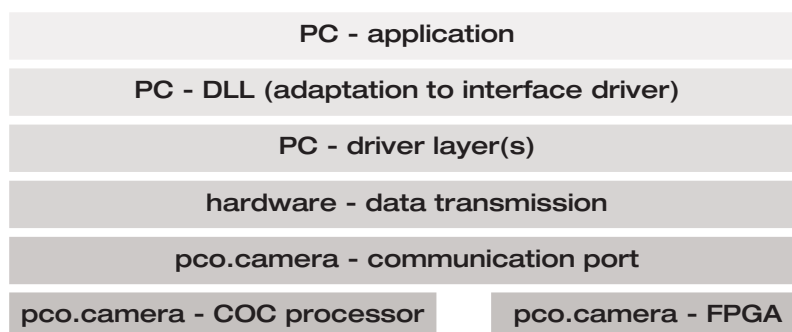 PC - application
PC - DLL (adaptation to interface driver)
PC - driver layer(s)
hardware - data transmission
pco.camera - communication port
pco.camera - COC processor
pco.camera - FPGA